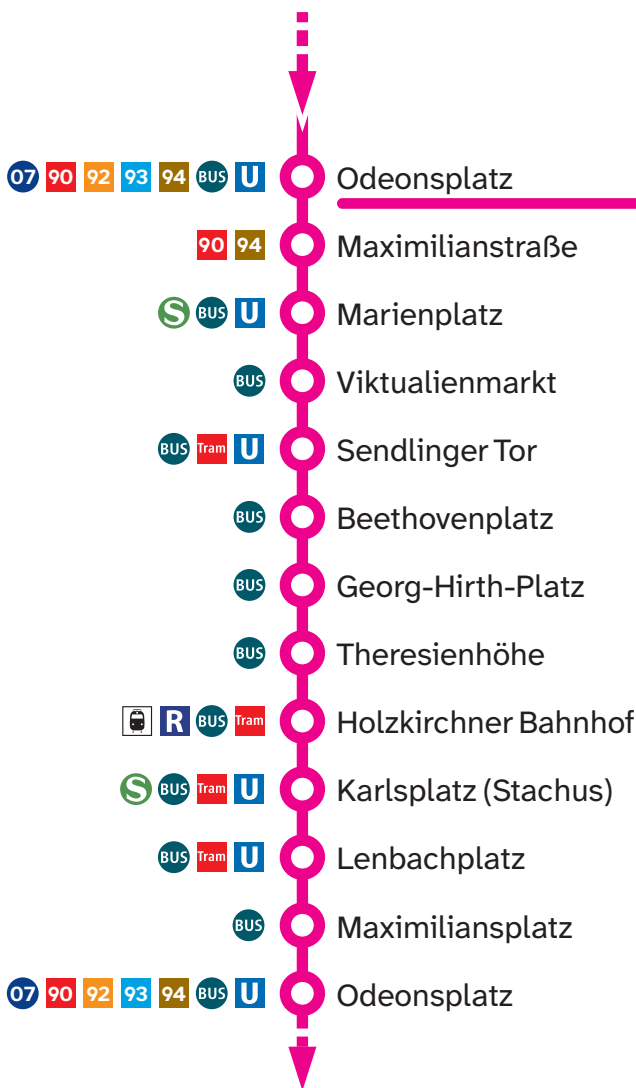 07 90 92 93 94 BUS U Odeonsplatz
90 94 Maximilianstraße
S BUS U Marienplatz
BUS Viktualienmarkt
BUS Tram U Sendlinger Tor
BUS Beethovenplatz
BUS Georg-Hirth-Platz
BUS Theresienhöhe
R BUS Tram Holzkirchner Bahnhof
S BUS Tram U Karlsplatz (Stachus)
BUS Tram U Lenbachplatz
BUS Maximiliansplatz
07 90 92 93 94 BUS U Odeonsplatz